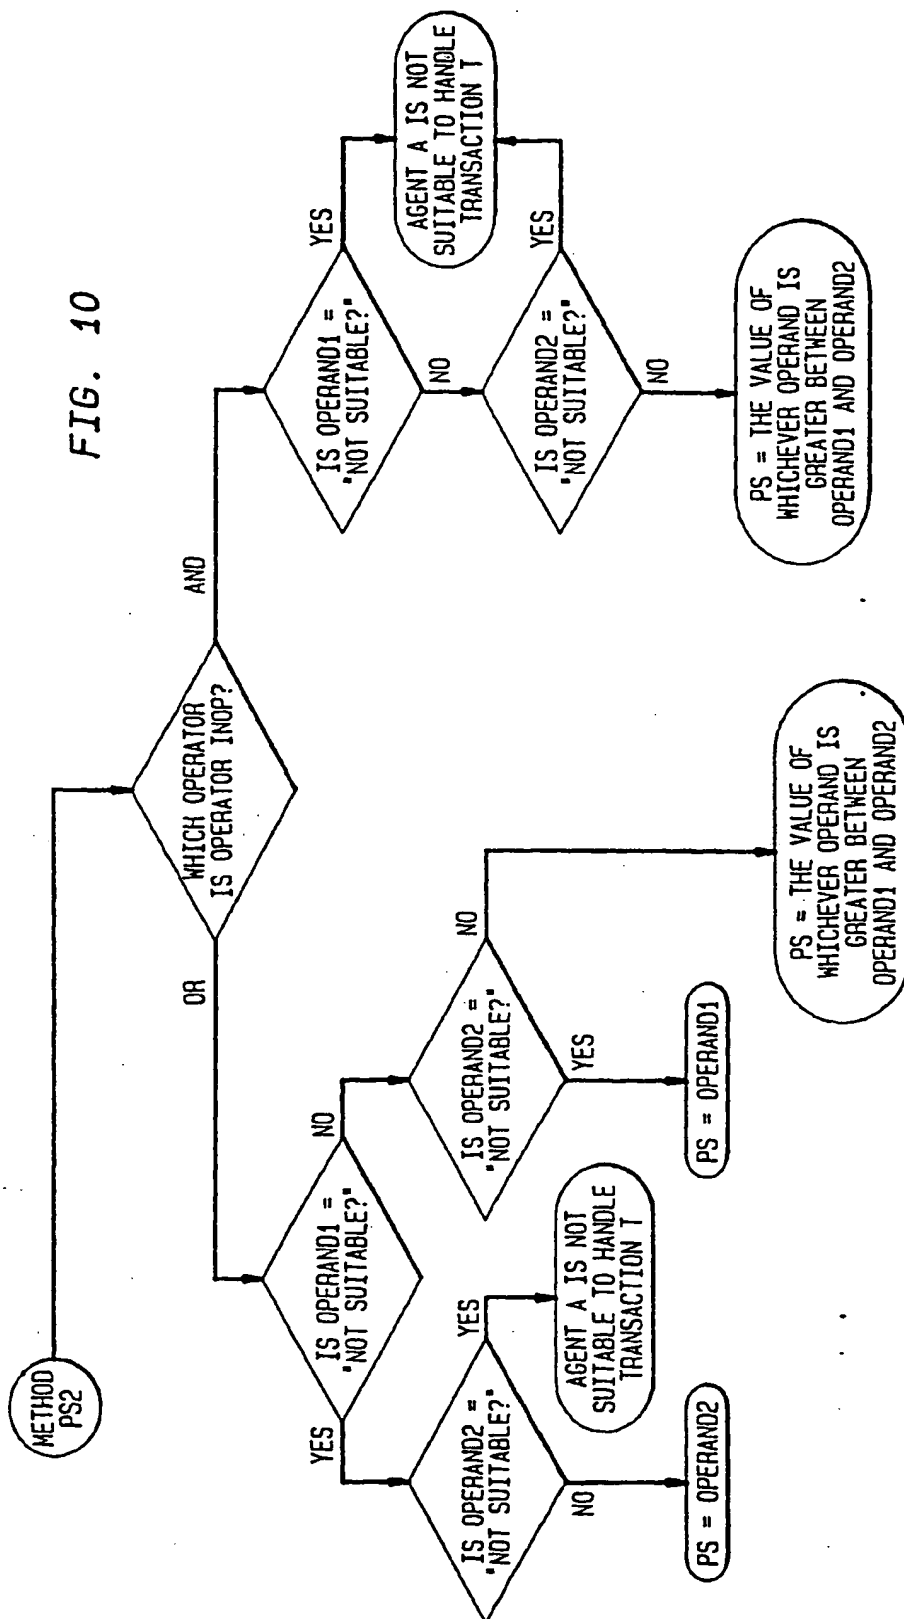 FIG. 10
METHOD
PS2
WHICH OPERATOR
IS OPERATOR INOP?
OR
AND
IS OPERAND1 =
"NOT SUITABLE?"
YES
NO
IS OPERAND2 =
"NOT SUITABLE?"
YES
NO
AGENT A IS NOT
SUITABLE TO HANDLE
TRANSACTION T
PS = OPERAND2
IS OPERAND2 =
"NOT SUITABLE?"
NO
YES
PS = OPERAND1
PS = THE VALUE OF
WHICHEVER OPERAND IS
GREATER BETWEEN
OPERAND1 AND OPERAND2
IS OPERAND1 =
"NOT SUITABLE?"
YES
NO
AGENT A IS NOT
SUITABLE TO HANDLE
TRANSACTION T
IS OPERAND2 =
"NOT SUITABLE?"
YES
NO
PS = THE VALUE OF
WHICHEVER OPERAND IS
GREATER BETWEEN
OPERAND1 AND OPERAND2